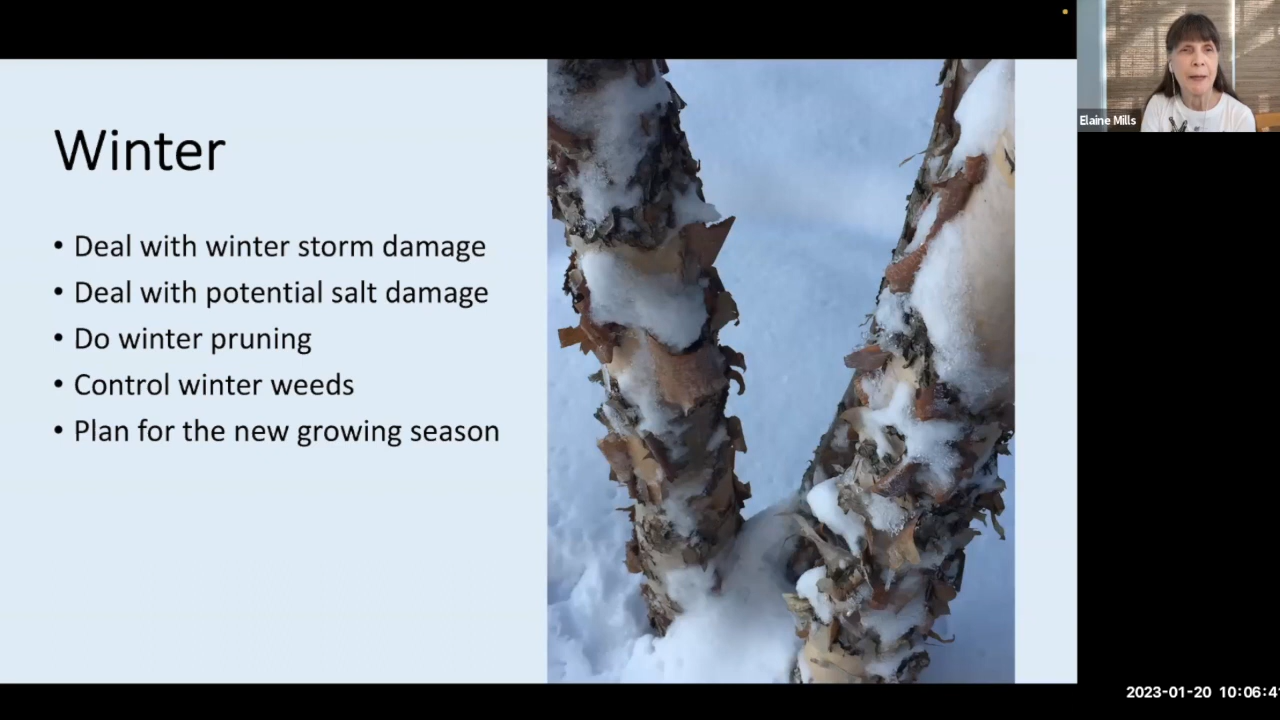 Winter
• Deal with winter storm damage
• Deal with potential salt damage
• Do winter pruning
• Control winter weeds
• Plan for the new growing season
Elaine Mills
2023-01-20 10:06:4